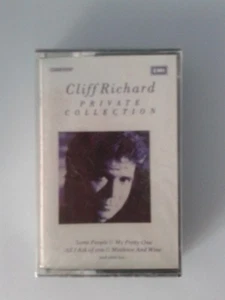 EMI
Cliff Richard
PRIVATE
COLLECTION
Some People // My Pretty One
All I Ask of You // Mistletoe And Wine